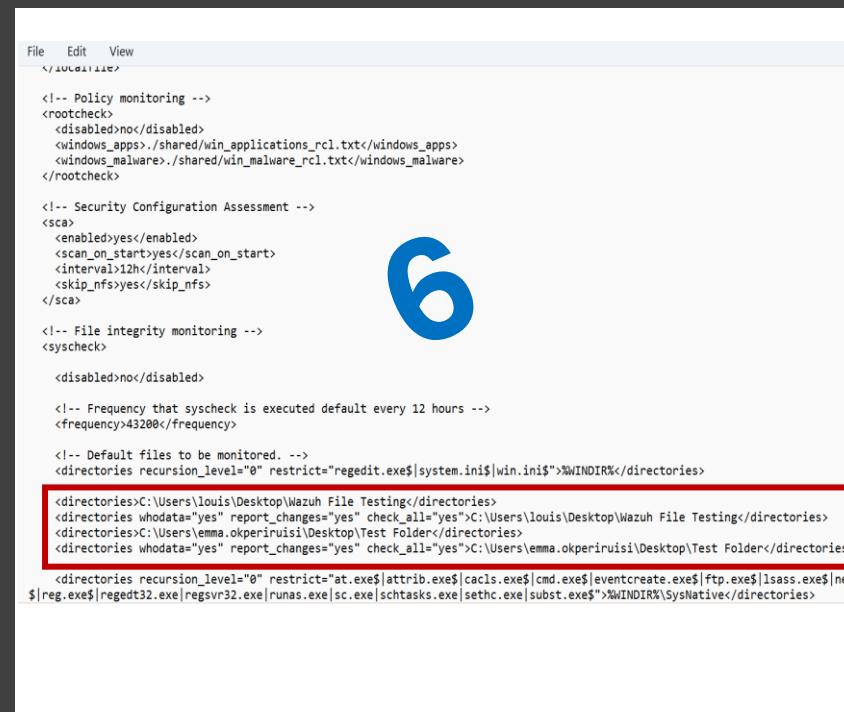 File Edit View
</localfile>
<!-- Policy monitoring -->
<rootcheck>
<disabled>no</disabled>
<windows_apps>./shared/win_applications_rcl.txt</windows_apps>
<windows_malware>./shared/win_malware_rcl.txt</windows_malware>
</rootcheck>
<!-- Security Configuration Assessment -->
<sca>
<enabled>yes</enabled>
<scan_on_start>yes</scan_on_start>
<interval>12h</interval>
<skip_nfs>yes</skip_nfs>
</sca>
6
<!-- File integrity monitoring -->
<syscheck>
<disabled>no</disabled>
<!-- Frequency that syscheck is executed default every 12 hours -->
<frequency>43200</frequency>
<!-- Default files to be monitored. -->
<directories recursion_level="0" restrict="regedit.exe$|system.ini$|win.ini$">%WINDIR%</directories>
<directories>C:\Users\louis\Desktop\Wazuh File Testing</directories>
<directories whodata="yes" report_changes="yes" check_all="yes">C:\Users\louis\Desktop\Wazuh File Testing</directories>
<directories>C:\Users\emma.okperiruisi\Desktop\Test Folder</directories>
<directories whodata="yes" report_changes="yes" check_all="yes">C:\Users\emma.okperiruisi\Desktop\Test Folder</directories
<directories recursion_level="0" restrict="at.exe$|attrib.exe$|cacls.exe$|cmd.exe$|eventcreate.exe$|ftp.exe$|lsass.exe$|ne
$|reg.exe$|regedt32.exe|regsvr32.exe|runas.exe|sc.exe|schtasks.exe|sethc.exe|subst.exe$">%WINDIR%\SysNative</directories>